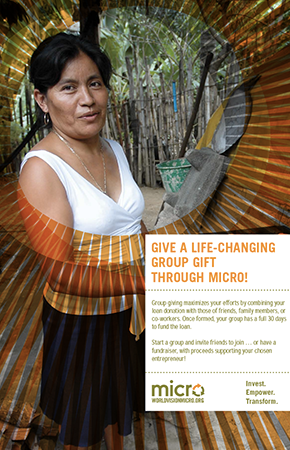 GIVE A LIFE-CHANGING
GROUP GIFT
THROUGH MICRO!
Group giving maximizes your efforts by combining your
loan donation with those of friends, family members, or
co-workers. Once formed, your group has a full 30 days
to fund the loan.
Start a group and invite friends to join . . . or have a
fundraiser, with proceeds supporting your chosen
entrepreneur!
micro
WORLDVISIONMICRO.ORG
Invest.
Empower.
Transform.